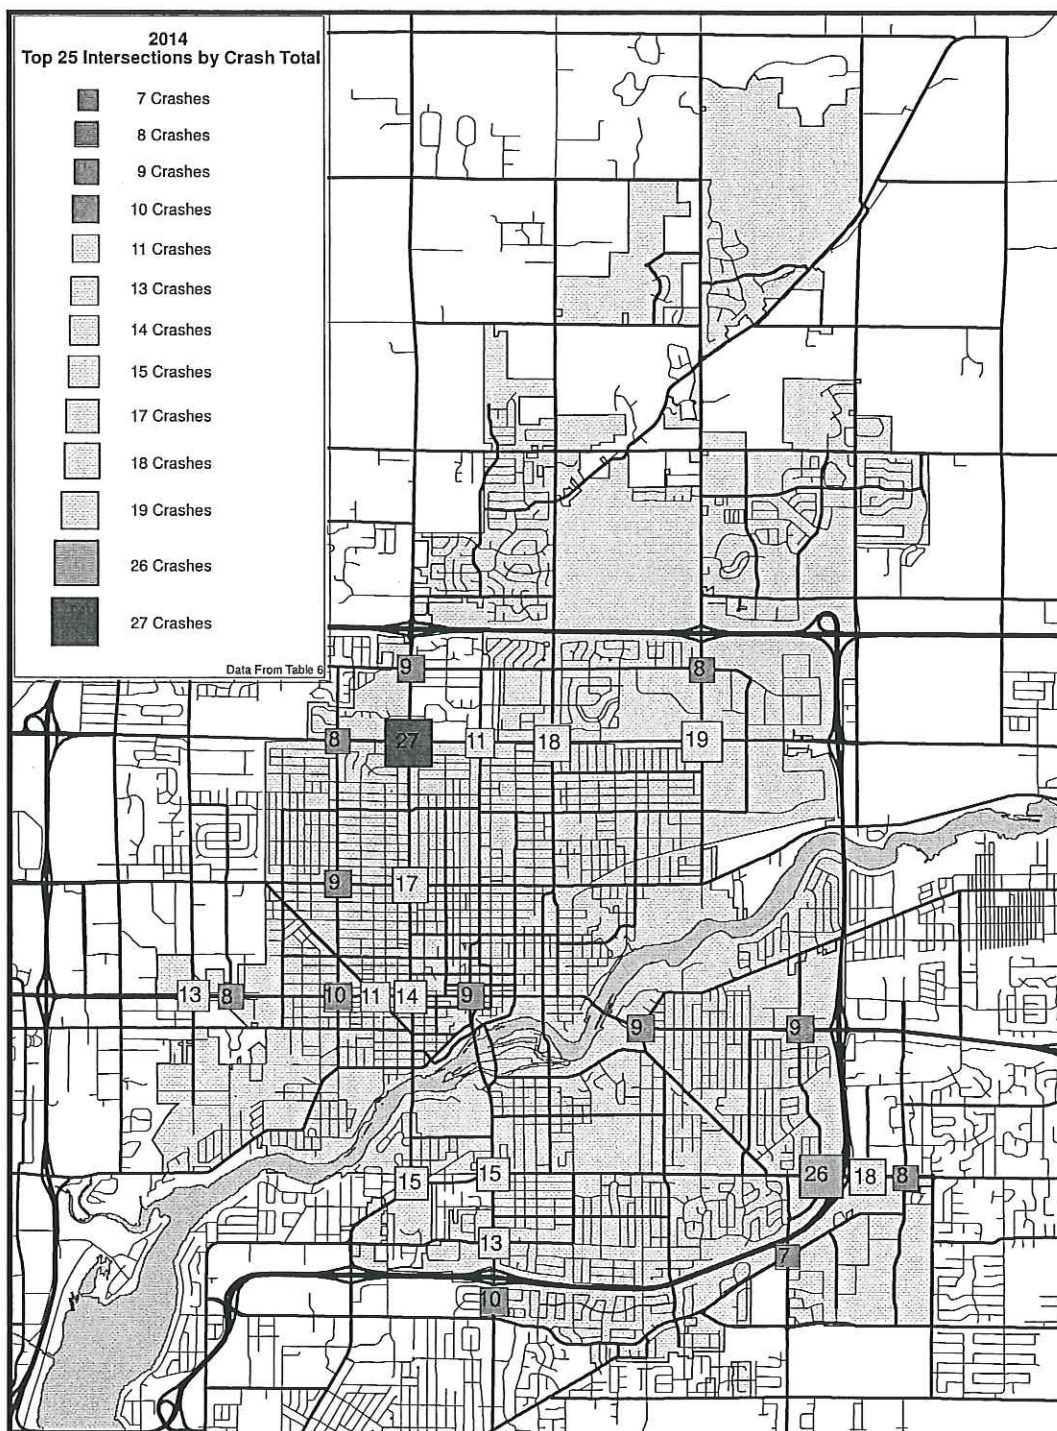 2014
Top 25 Intersections by Crash Total
7 Crashes
8 Crashes
9 Crashes
10 Crashes
11 Crashes
13 Crashes
14 Crashes
15 Crashes
17 Crashes
18 Crashes
19 Crashes
26 Crashes
27 Crashes
Data From Table 6
9
8
8
27
11
18
19
9
17
13
8
10
11
14
9
9
9
15
15
26
18
8
13
7
10